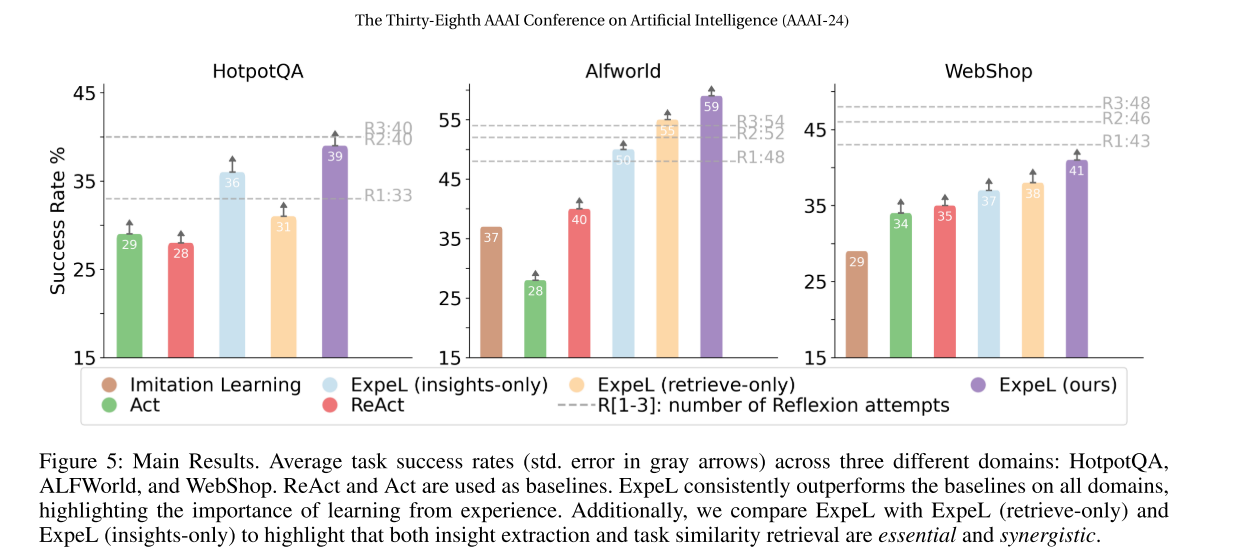 The Thirty-Eighth AAAI Conference on Artificial Intelligence (AAAI-24)
HotpotQA
Alfworld
WebShop
Success Rate %
45
35
25
15
R3:40
R2:40
R1:33
29
28
36
31
39
55
45
35
25
15
R3:54
R2:52
R1:48
37
28
40
50
55
59
45
35
25
15
R3:48
R2:46
R1:43
29
34
35
37
38
41
Imitation Learning
ExpeL (insights-only)
ExpeL (retrieve-only)
ExpeL (ours)
Act
ReAct
R[1-3]: number of Reflexion attempts
Figure 5: Main Results. Average task success rates (std. error in gray arrows) across three different domains: HotpotQA,
ALFWorld, and WebShop. ReAct and Act are used as baselines. ExpeL consistently outperforms the baselines on all domains,
highlighting the importance of learning from experience. Additionally, we compare ExpeL with ExpeL (retrieve-only) and
ExpeL (insights-only) to highlight that both insight extraction and task similarity retrieval are essential and synergistic.